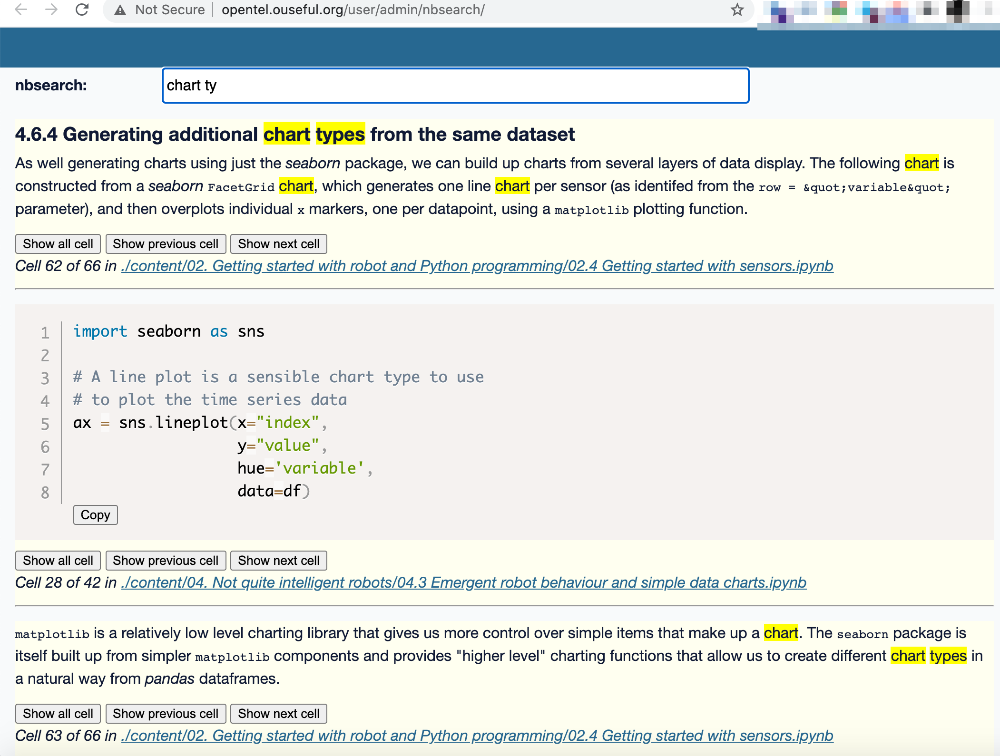 Not Secure opentel.ouseful.org/user/admin/nbsearch/
nbsearch: chart ty
4.6.4 Generating additional chart types from the same dataset
As well generating charts using just the seaborn package, we can build up charts from several layers of data display. The following chart is
constructed from a seaborn FacetGrid chart, which generates one line chart per sensor (as identifed from the row = &quot;variable&quot;
parameter), and then overplots individual x markers, one per datapoint, using a matplotlib plotting function.
Show all cell Show previous cell Show next cell
Cell 62 of 66 in ./content/02. Getting started with robot and Python programming/02.4 Getting started with sensors.ipynb
1 import seaborn as sns
2
3 # A line plot is a sensible chart type to use
4 # to plot the time series data
5 ax = sns.lineplot(x="index",
6 y="value",
7 hue='variable',
8 data=df)
Copy
Show all cell Show previous cell Show next cell
Cell 28 of 42 in ./content/04. Not quite intelligent robots/04.3 Emergent robot behaviour and simple data charts.ipynb
matplotlib is a relatively low level charting library that gives us more control over simple items that make up a chart. The seaborn package is
itself built up from simpler matplotlib components and provides "higher level" charting functions that allow us to create different chart types in
a natural way from pandas dataframes.
Show all cell Show previous cell Show next cell
Cell 63 of 66 in ./content/02. Getting started with robot and Python programming/02.4 Getting started with sensors.ipynb